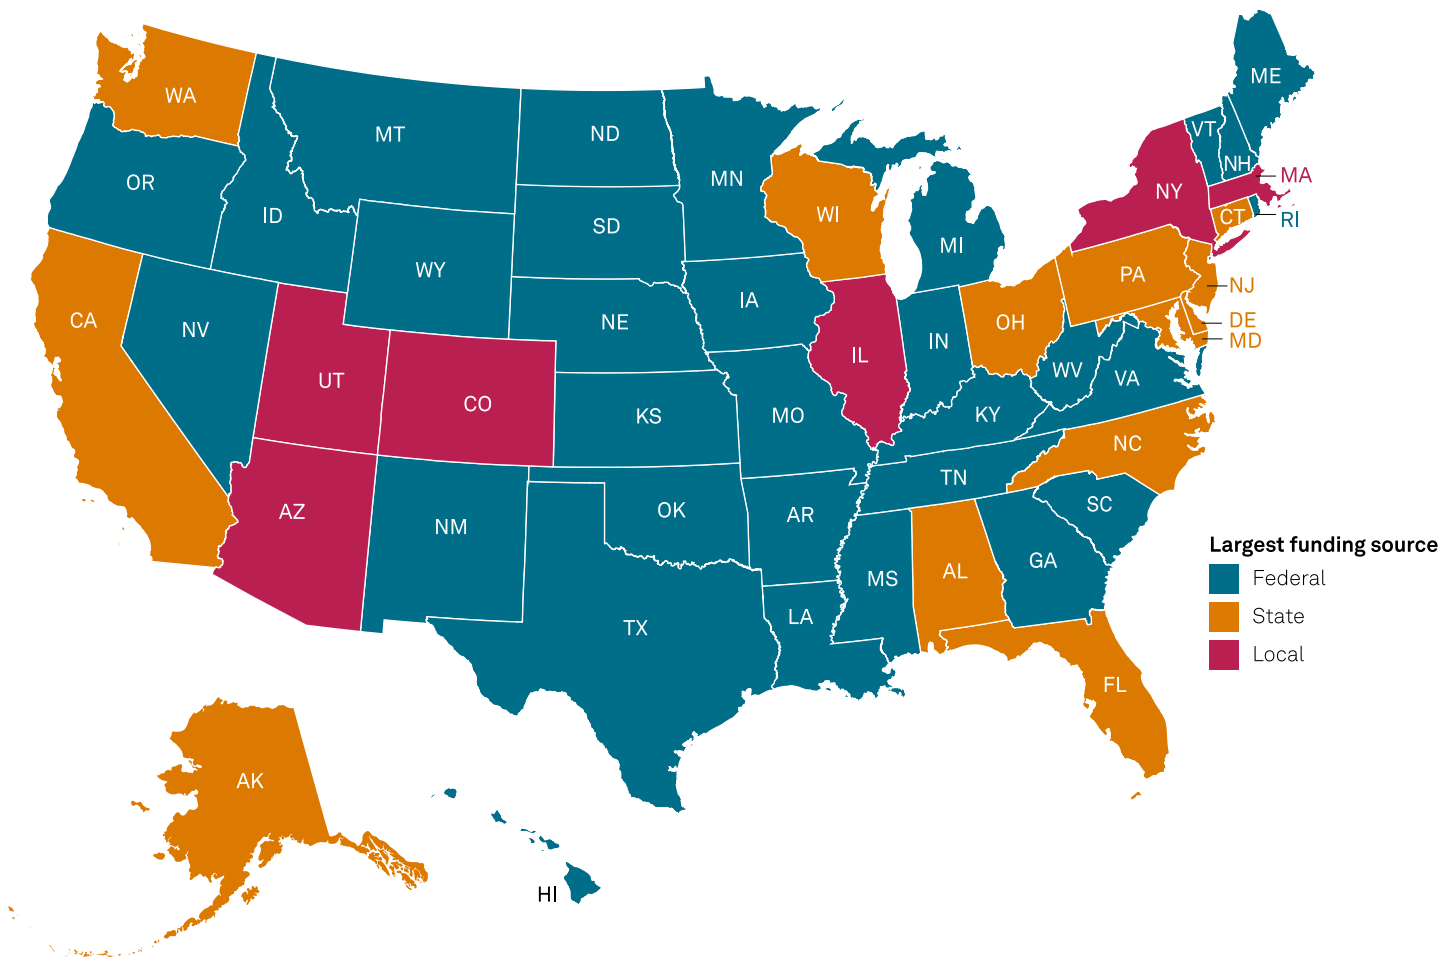 WA
MT
ND
MN
ME
VT
NH
OR
ID
SD
WI
NY
MA
CT
RI
MI
WY
IA
PA
NJ
CA
NV
NE
OH
DE
MD
IL
IN
UT
CO
WV
VA
KS
MO
KY
NC
TN
AZ
NM
OK
AR
SC
MS
AL
GA
LA
TX
FL
AK
HI
Largest funding source
Federal
State
Local